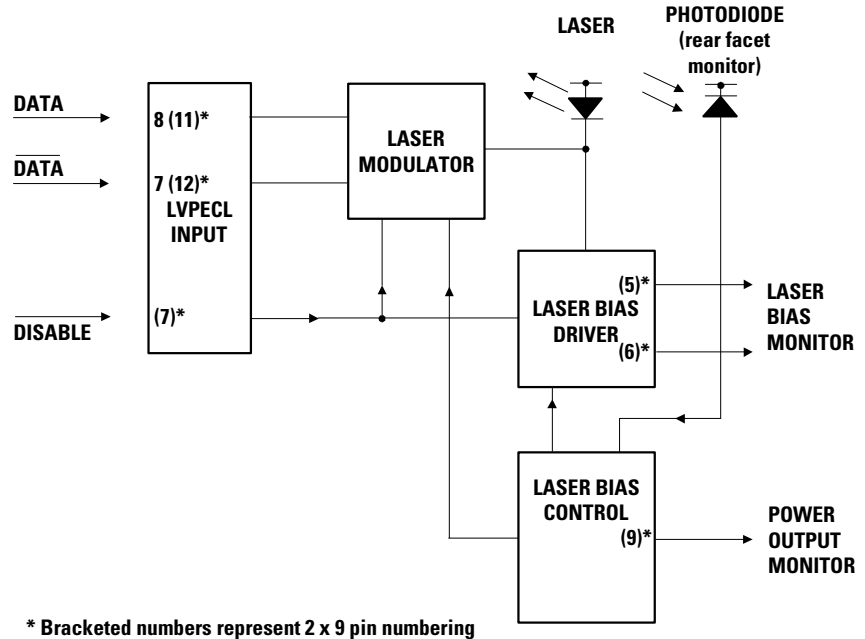 LASER
PHOTODIODE
(rear facet
monitor)
DATA
8 (11)*
LASER
MODULATOR
DATA
7 (12)*
LVPECL
INPUT
DISABLE
(7)*
LASER BIAS
DRIVER
(5)*
(6)*
LASER
BIAS
MONITOR
LASER BIAS
CONTROL
(9)*
POWER
OUTPUT
MONITOR
* Bracketed numbers represent 2 x 9 pin numbering